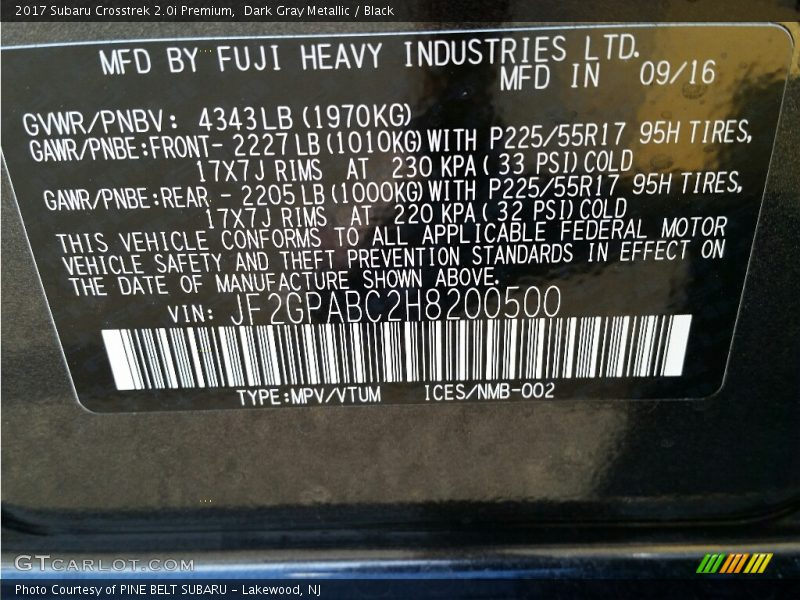 2017 Subaru Crosstrek 2.0i Premium,  Dark Gray Metallic / Black
MFD BY FUJI HEAVY INDUSTRIES LTD.
MFD IN 09/16
GVWR/PNBV: 4343LB (1970KG)
GAWR/PNBE:FRONT- 2227 LB (1010KG) WITH P225/55R17 95H TIRES,
17X7J RIMS AT 230 KPA ( 33 PSI) COLD
GAWR/PNBE:REAR - 2205 LB (1000KG) WITH P225/55R17 95H TIRES,
17X7J RIMS AT 220 KPA ( 32 PSI) COLD
THIS VEHICLE CONFORMS TO ALL APPLICABLE FEDERAL MOTOR
VEHICLE SAFETY AND THEFT PREVENTION STANDARDS IN EFFECT ON
THE DATE OF MANUFACTURE SHOWN ABOVE.
VIN: JF2GPABC2H8200500
TYPE:MPV/VTUM ICES/NMB-002
GTCARLOT.COM
Photo Courtesy of PINE BELT SUBARU - Lakewood, NJ